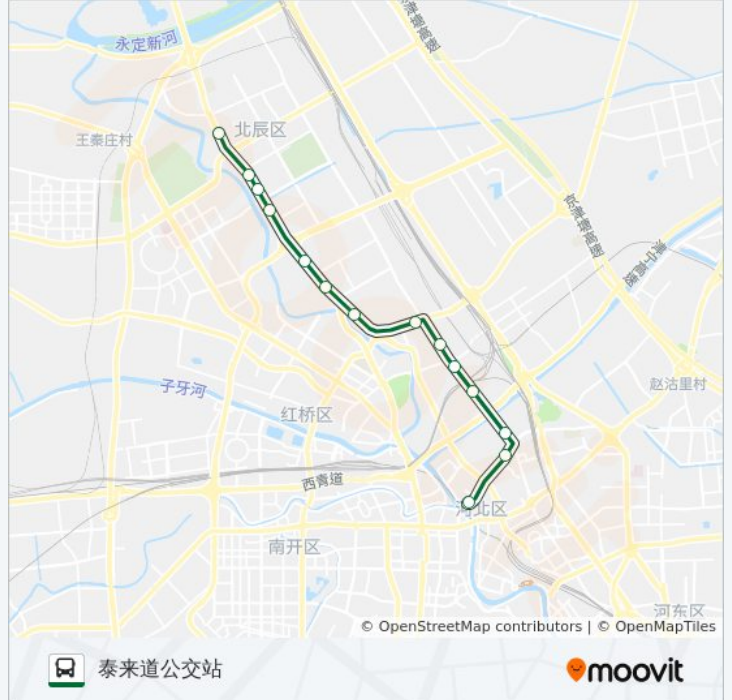 京津塘高速
永定新河
北辰区
王秦庄村
京津塘高速
津宁高速
子牙河
赵沽里村
红桥区
西青道
河北区
南开区
河东区
© OpenStreetMap contributors | © OpenMapTiles
泰来道公交站
moovit